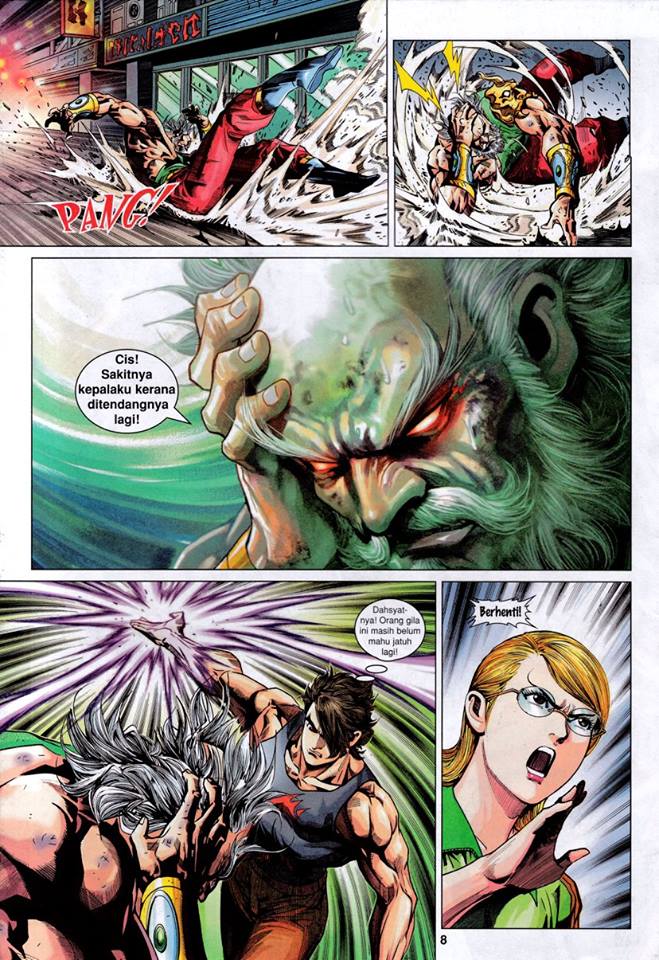 PANG!
Cis!
Sakitnya
kepalaku kerana
ditendangnya
lagi!
Dahsyat-
nya! Orang gila
ini masih belum
mahu jatuh
lagi!
Berhenti!
8